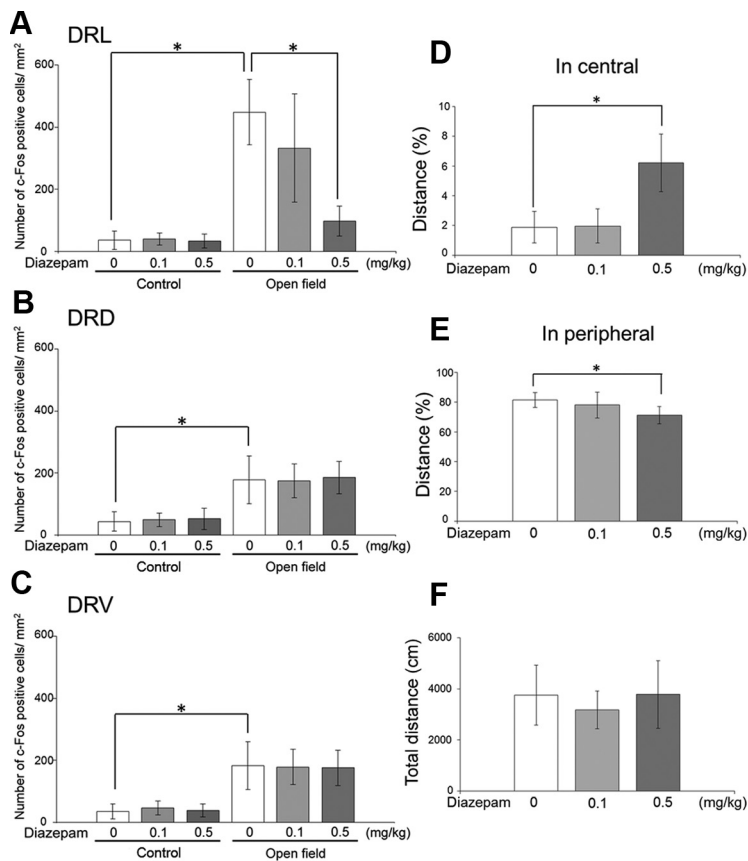 A
DRL
Number of c-Fos positive cells/ mm²
600
400
200
0
*
*
Diazepam 0 0.1 0.5 0 0.1 0.5 (mg/kg)
Control Open field
B
DRD
Number of c-Fos positive cells/ mm²
600
400
200
0
*
Diazepam 0 0.1 0.5 0 0.1 0.5 (mg/kg)
Control Open field
C
DRV
Number of c-Fos positive cells/ mm²
600
400
200
0
*
Diazepam 0 0.1 0.5 0 0.1 0.5 (mg/kg)
Control Open field
D
In central
Distance (%)
10
8
6
4
2
0
*
Diazepam 0 0.1 0.5 (mg/kg)
E
In peripheral
Distance (%)
100
80
60
40
20
0
*
Diazepam 0 0.1 0.5 (mg/kg)
F
Total distance (cm)
6000
4000
2000
0
Diazepam 0 0.1 0.5 (mg/kg)